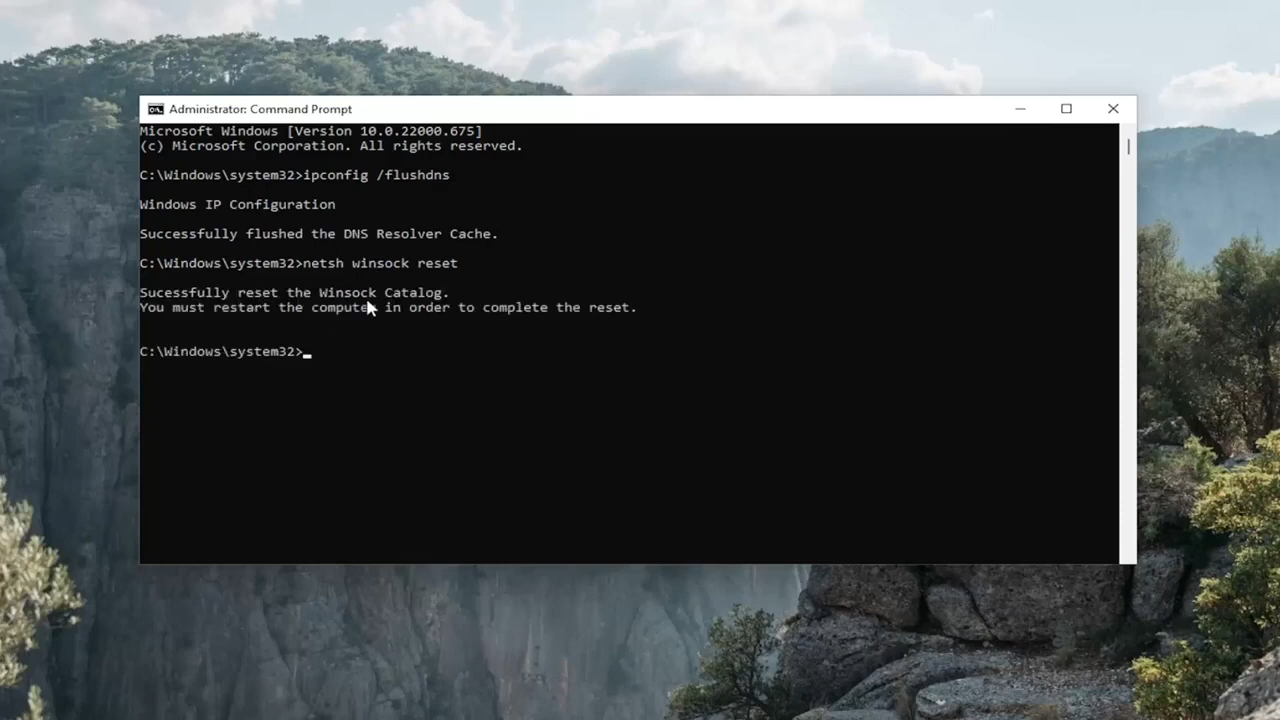 Administrator: Command Prompt
Microsoft Windows [Version 10.0.22000.675]
(c) Microsoft Corporation. All rights reserved.
C:\Windows\system32>ipconfig /flushdns
Windows IP Configuration
Successfully flushed the DNS Resolver Cache.
C:\Windows\system32>netsh winsock reset
Sucessfully reset the Winsock Catalog.
You must restart the computer in order to complete the reset.
C:\Windows\system32>